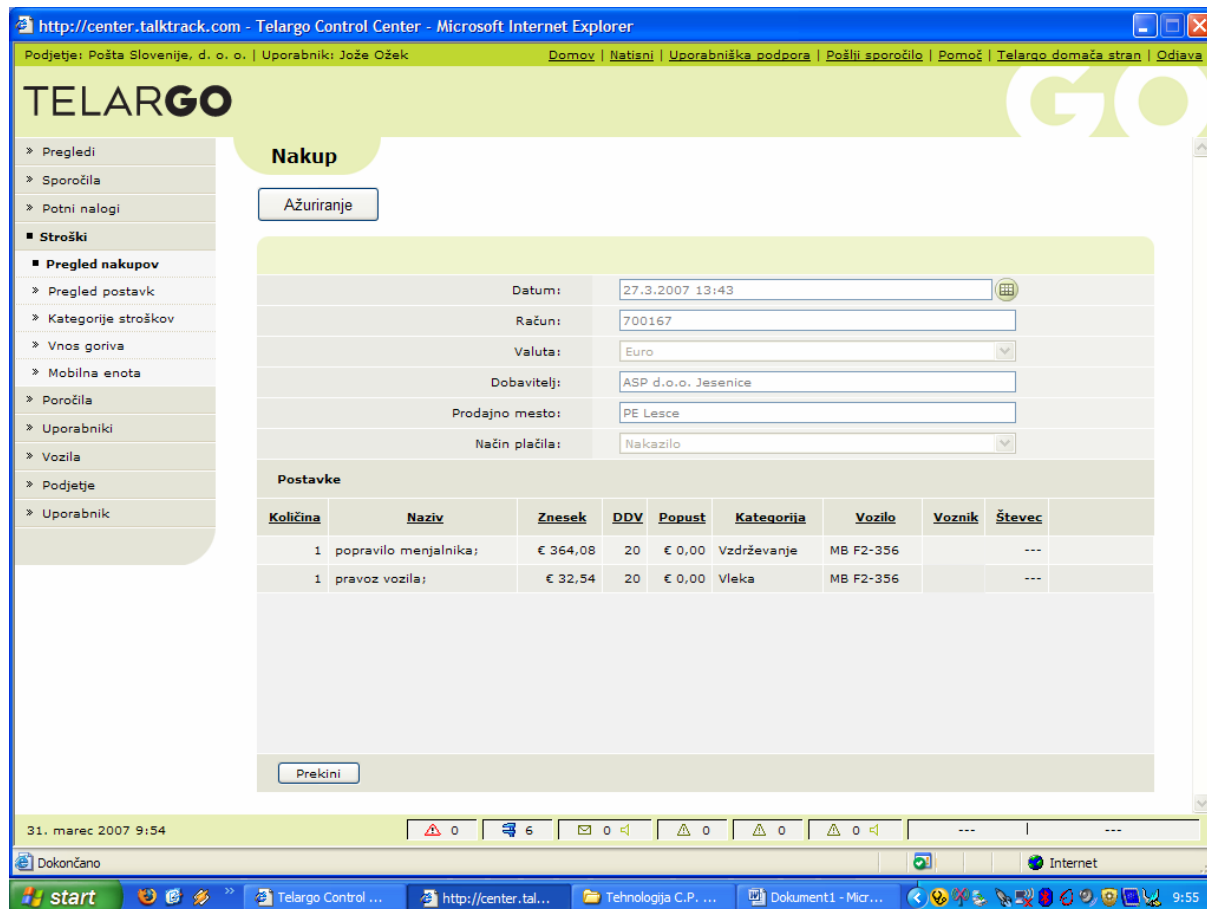 http://center.talktrack.com - Telargo Control Center - Microsoft Internet Explorer
Podjetje: Pošta Slovenije, d. o. o. | Uporabnik: Jože Ožek Domov | Natisni | Uporabniška podpora | Pošlji sporočilo | Pomoč | Telargo domača stran | Odjava
TELARGO
GO
» Pregledi
» Sporočila
» Potni nalogi
Stroški
Pregled nakupov
» Pregled postavk
» Kategorije stroškov
» Vnos goriva
» Mobilna enota
» Poročila
» Uporabniki
» Vozila
» Podjetje
» Uporabnik
Nakup
Ažuriranje
Datum: 27.3.2007 13:43
Račun: 700167
Valuta: Euro
Dobavitelj: ASP d.o.o. Jesenice
Prodajno mesto: PE Lesce
Način plačila: Nakazilo
Postavke
Količina Naziv Znesek DDV Popust Kategorija Vozilo Voznik Števec
1 popravilo menjalnika; € 364,08 20 € 0,00 Vzdrževanje MB F2-356 ---
1 pravoz vozila; € 32,54 20 € 0,00 Vleka MB F2-356 ---
Prekini
31. marec 2007 9:54 0 6 0 0 0 0 --- | ---
Dokončano Internet
start » Telargo Control ... http://center.tal... Tehnologija C.P. ... Dokument1 - Micr... 9:55